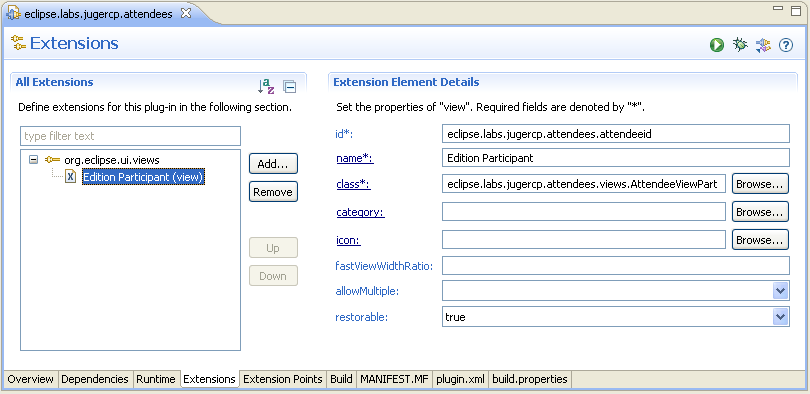 eclipse.labs.jugercp.attendees
Extensions
All Extensions
Define extensions for this plug-in in the following section.
type filter text
org.eclipse.ui.views
Edition Participant (view)
Add...
Remove
Up
Down
Extension Element Details
Set the properties of "view". Required fields are denoted by "*".
id*: eclipse.labs.jugercp.attendees.attendeeid
name*: Edition Participant
class*: eclipse.labs.jugercp.attendees.views.AttendeeViewPart Browse...
category: Browse...
icon: Browse...
fastViewWidthRatio:
allowMultiple:
restorable: true
Overview Dependencies Runtime Extensions Extension Points Build MANIFEST.MF plugin.xml build.properties